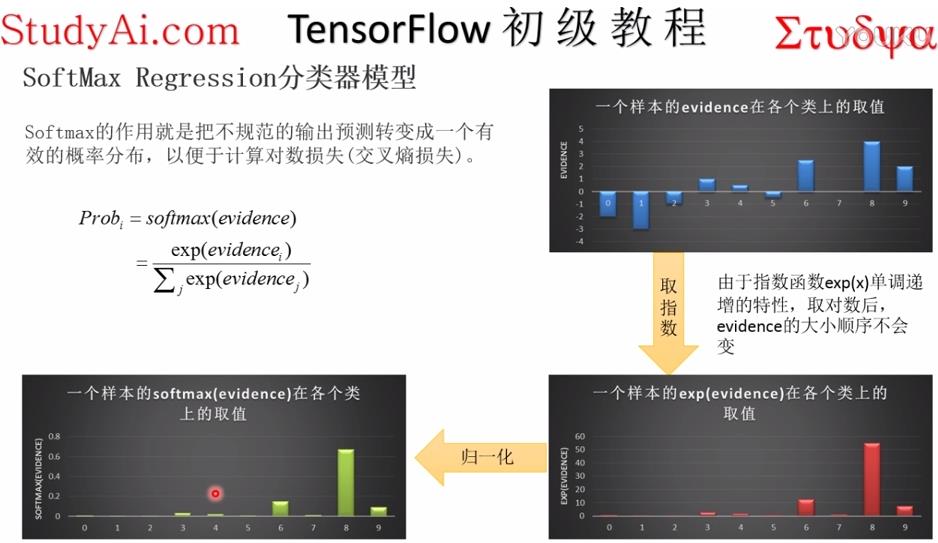 StudyAi.com
TensorFlow 初级教程
Στυdψa
SoftMax Regression分类器模型
Softmax的作用就是把不规范的输出预测转变成一个有
效的概率分布，以便于计算对数损失(交叉熵损失)。
Prob_i = softmax(evidence)
= exp(evidence_i) / ∑_j exp(evidence_j)
一个样本的evidence在各个类上的取值
EVIDENCE
5
4
3
2
1
0
-1
-2
-3
-4
0 1 2 3 4 5 6 7 8 9
取
指
数
由于指数函数exp(x)单调递
增的特性，取对数后，
evidence的大小顺序不会
变
一个样本的softmax(evidence)在各个类
上的取值
SOFTMAX(EVIDENCE)
0.8
0.6
0.4
0.2
0
0 1 2 3 4 5 6 7 8 9
归一化
一个样本的exp(evidence)在各个类上的
取值
EXP(EVIDENCE)
60
50
40
30
20
10
0
0 1 2 3 4 5 6 7 8 9